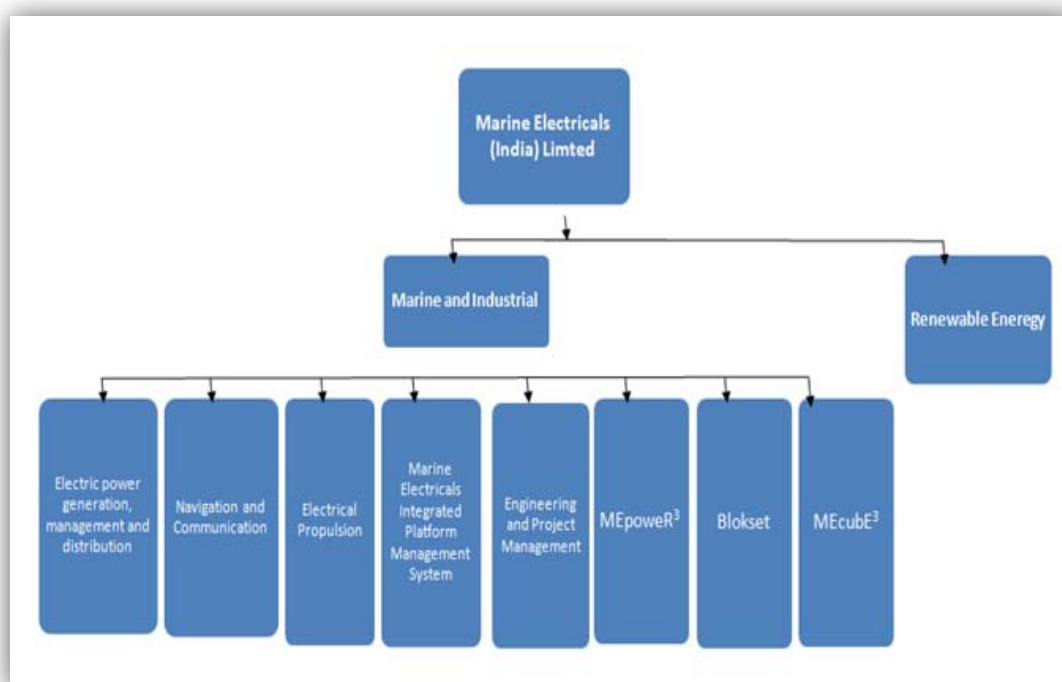 Marine Electricals
(India) Limted
Marine and Industrial
Renewable Eneregy
Electric power
generation,
management and
distribution
Navigation and
Communication
Electrical
Propulsion
Marine
Electricals
Integrated
Platform
Management
System
Engineering
and Project
Management
MEpoweR³
Blokset
MEcubE³